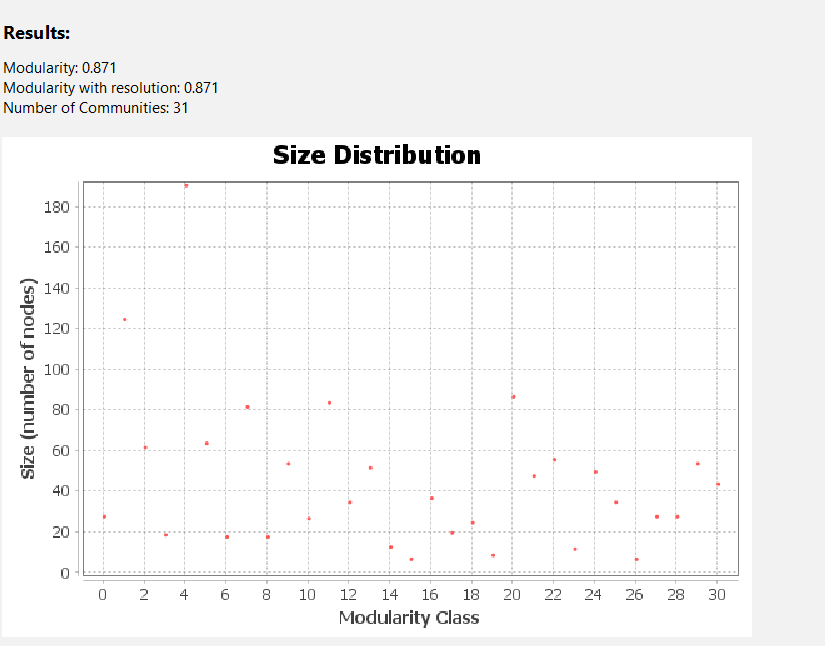 Results:
Modularity: 0.871
Modularity with resolution: 0.871
Number of Communities: 31
Size Distribution
Size (number of nodes)
180
160
140
120
100
80
60
40
20
0
0 2 4 6 8 10 12 14 16 18 20 22 24 26 28 30
Modularity Class